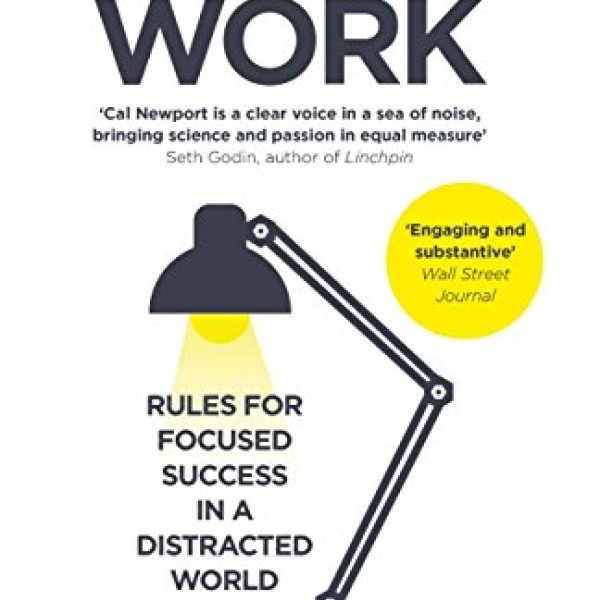 WORK
‘Cal Newport is a clear voice in a sea of noise,
bringing science and passion in equal measure’
Seth Godin, author of Linchpin
‘Engaging and
substantive’
Wall Street
Journal
RULES FOR
FOCUSED
SUCCESS
IN A
DISTRACTED
WORLD